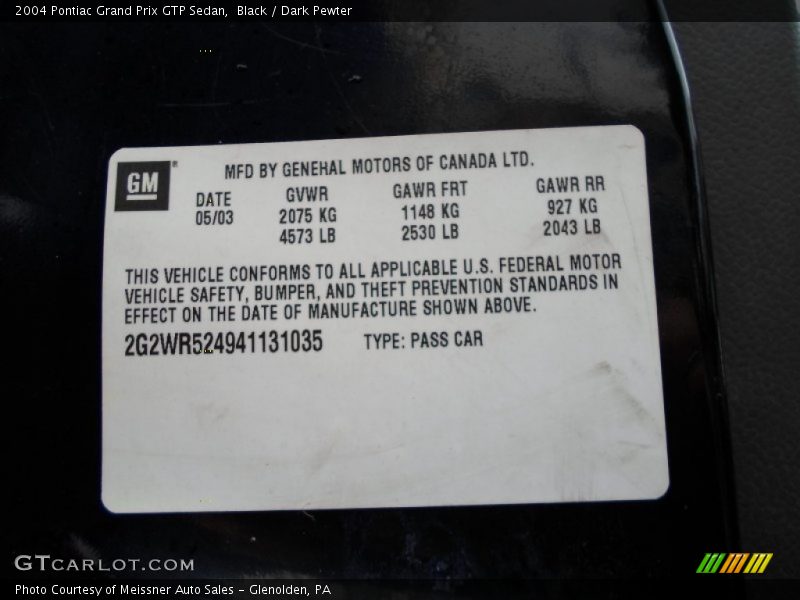 2004 Pontiac Grand Prix GTP Sedan, Black / Dark Pewter
GM ®
MFD BY GENEHAL MOTORS OF CANADA LTD.
DATE GVWR GAWR FRT GAWR RR
05/03 2075 KG 1148 KG 927 KG
4573 LB 2530 LB 2043 LB
THIS VEHICLE CONFORMS TO ALL APPLICABLE U.S. FEDERAL MOTOR
VEHICLE SAFETY, BUMPER, AND THEFT PREVENTION STANDARDS IN
EFFECT ON THE DATE OF MANUFACTURE SHOWN ABOVE.
2G2WR524941131035 TYPE: PASS CAR
GTCARLOT.COM
Photo Courtesy of Meissner Auto Sales - Glenolden, PA